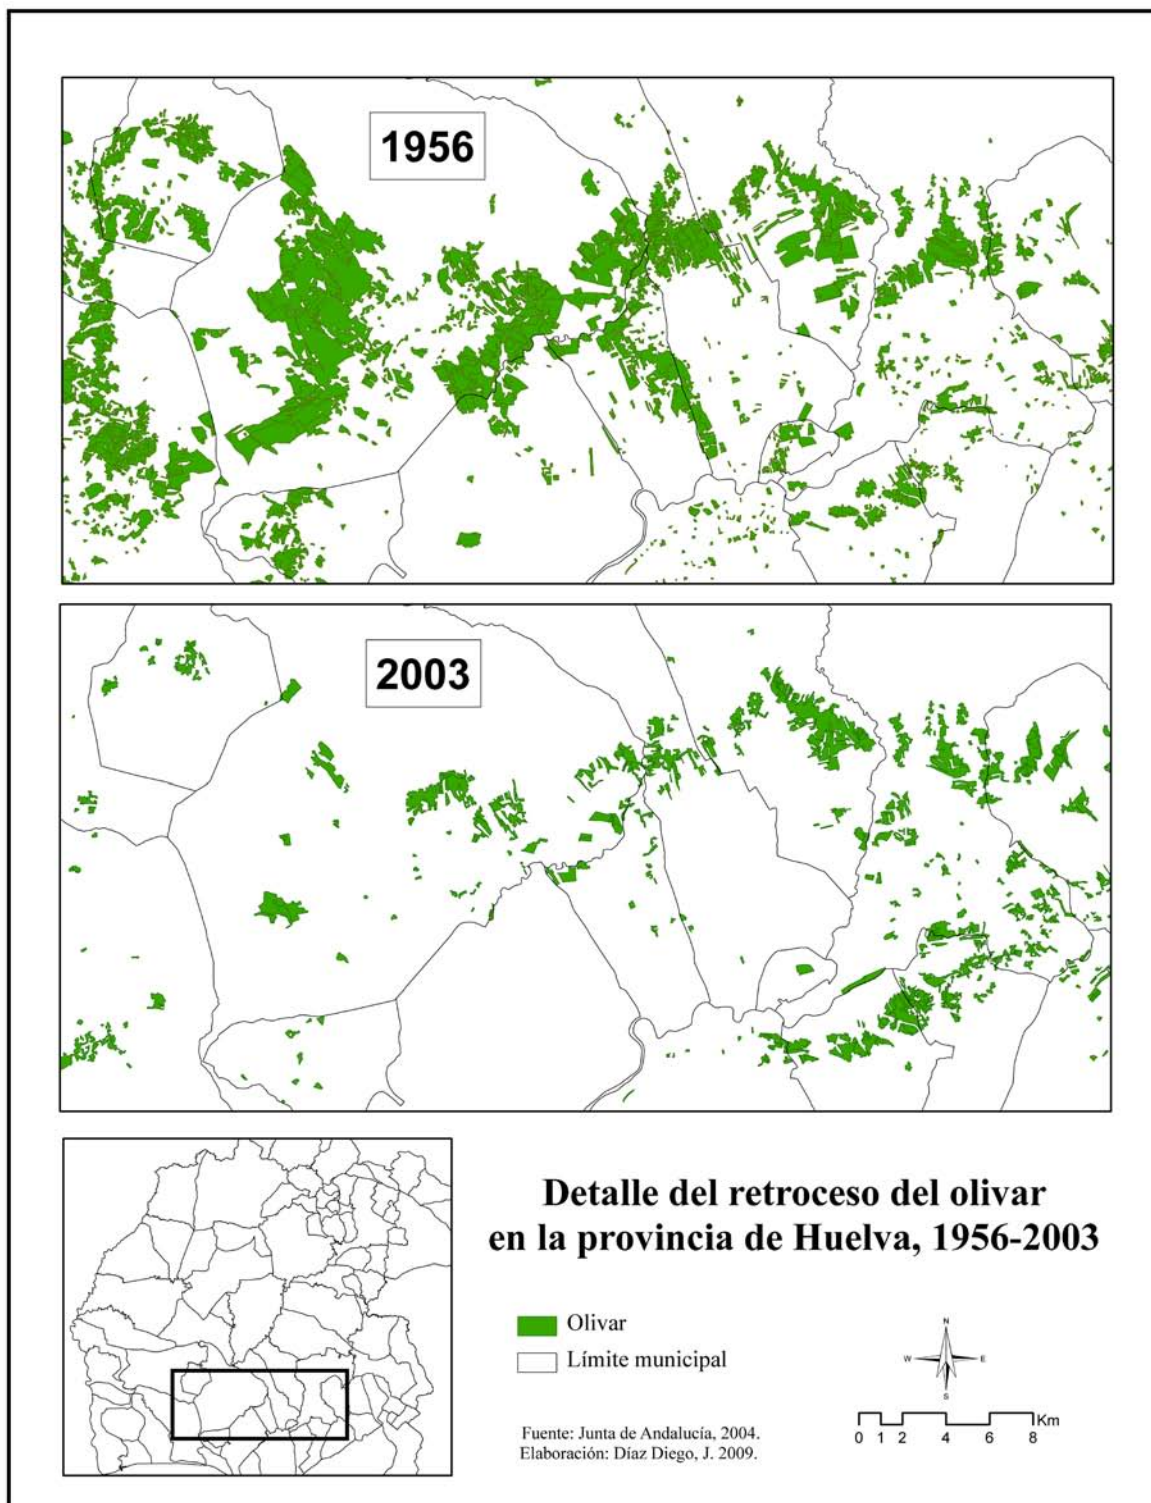 1956
2003
Detalle del retroceso del olivar
en la provincia de Huelva, 1956-2003
Olivar
Límite municipal
N
W
E
S
Fuente: Junta de Andalucía, 2004.
Elaboración: Díaz Diego, J. 2009.
Km
0 1 2 4 6 8